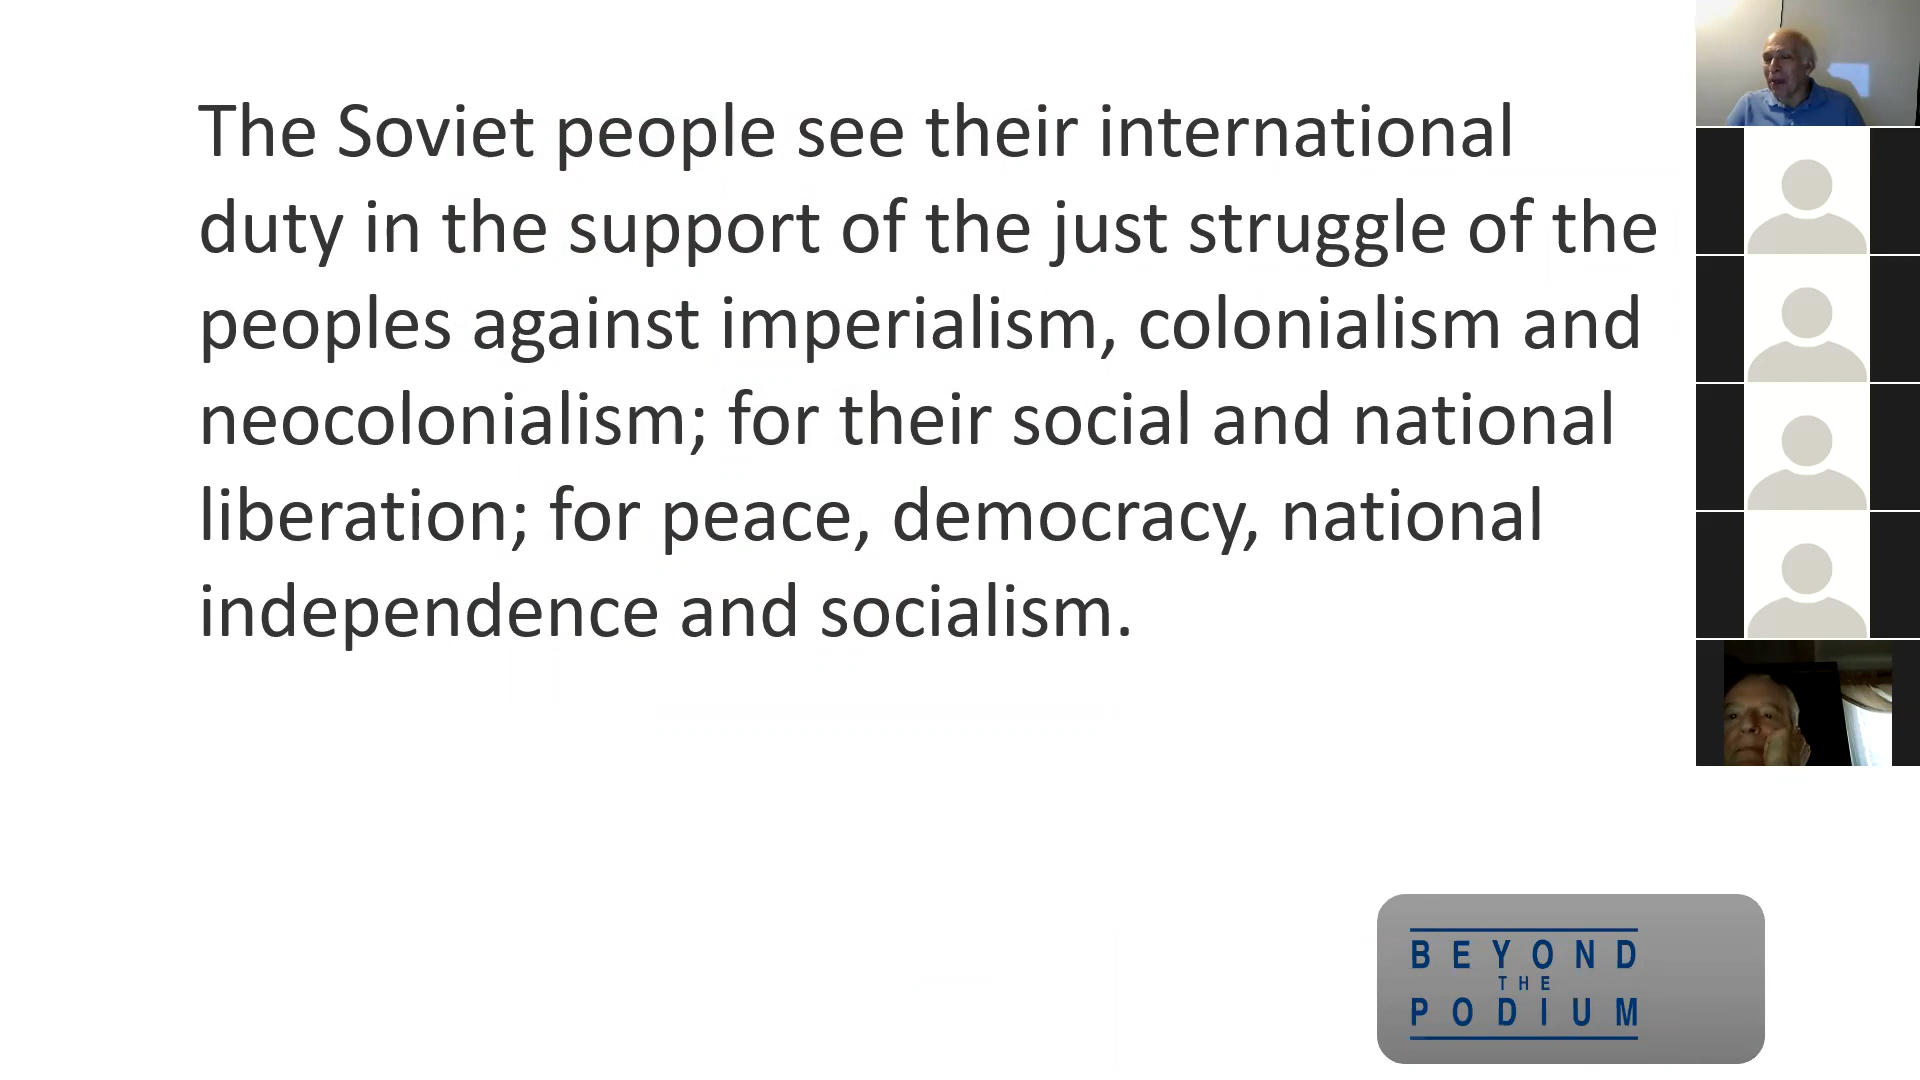 The Soviet people see their international
duty in the support of the just struggle of the
peoples against imperialism, colonialism and
neocolonialism; for their social and national
liberation; for peace, democracy, national
independence and socialism.
BEYOND
THE
PODIUM